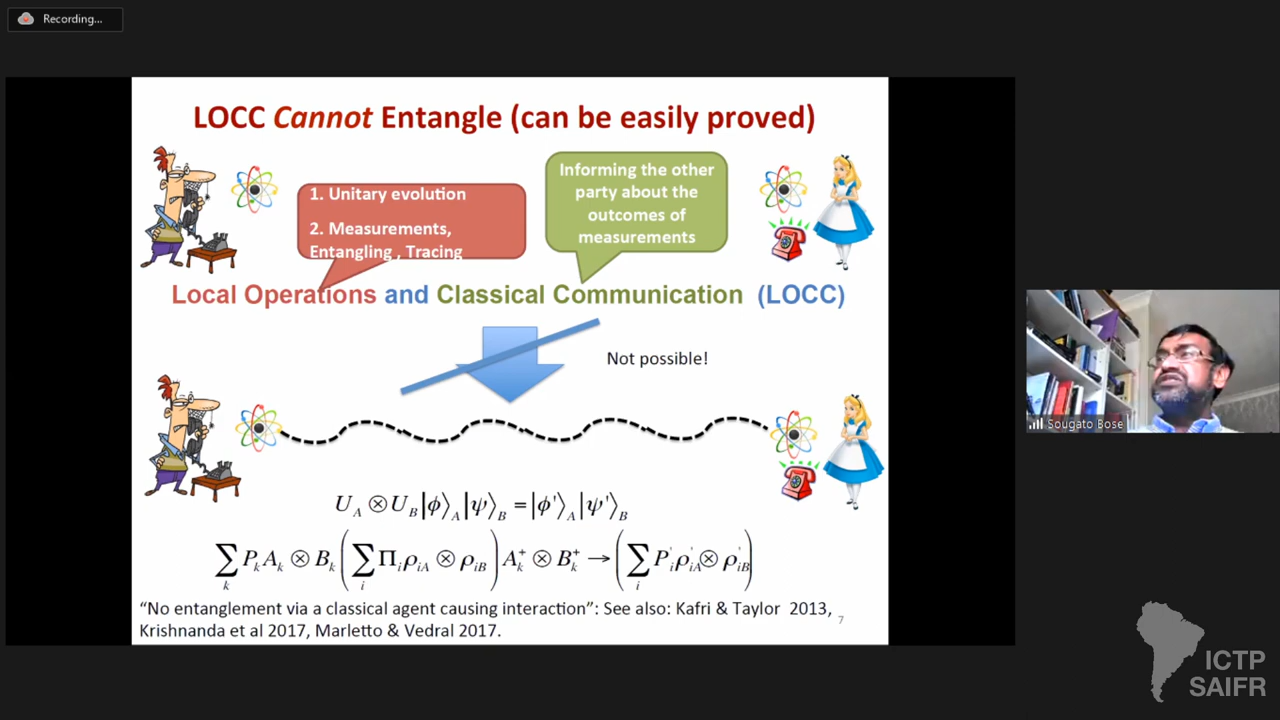 Recording...
LOCC Cannot Entangle (can be easily proved)
1. Unitary evolution
2. Measurements,
Entangling , Tracing
Informing the other
party about the
outcomes of
measurements
Local Operations and Classical Communication (LOCC)
Not possible!
U_A ⊗ U_B |ϕ⟩_A |ψ⟩_B = |ϕ'⟩_A |ψ'⟩_B
∑_k P_k A_k ⊗ B_k (∑_i Π_i ρ_iA ⊗ ρ_iB) A_k^+ ⊗ B_k^+ → (∑_i P'_i ρ'_iA ⊗ ρ'_iB)
“No entanglement via a classical agent causing interaction”: See also: Kafri & Taylor 2013,
Krishnanda et al 2017, Marletto & Vedral 2017.
7
Sougato Bose
ICTP
SAIFR